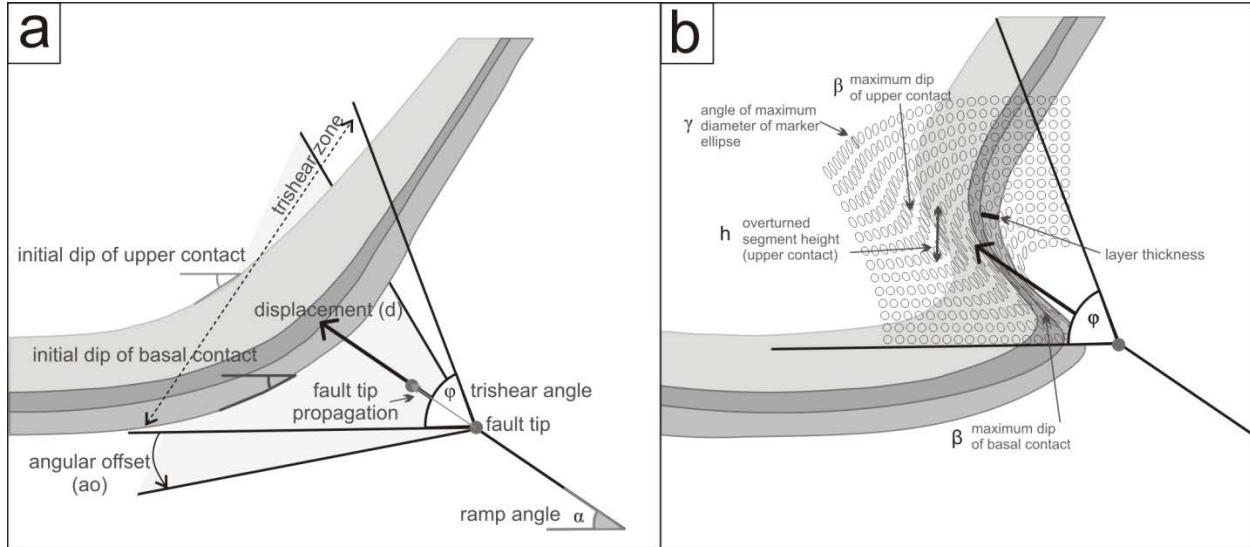 a
trishear zone
initial dip of upper contact
displacement (d)
initial dip of basal contact
fault tip
propagation
φ
trishear angle
fault tip
angular offset
(ao)
ramp angle
α
b
β
maximum dip
of upper contact
γ
angle of maximum
diameter of marker
ellipse
h
overturned
segment height
(upper contact)
layer thickness
φ
β
maximum dip
of basal contact